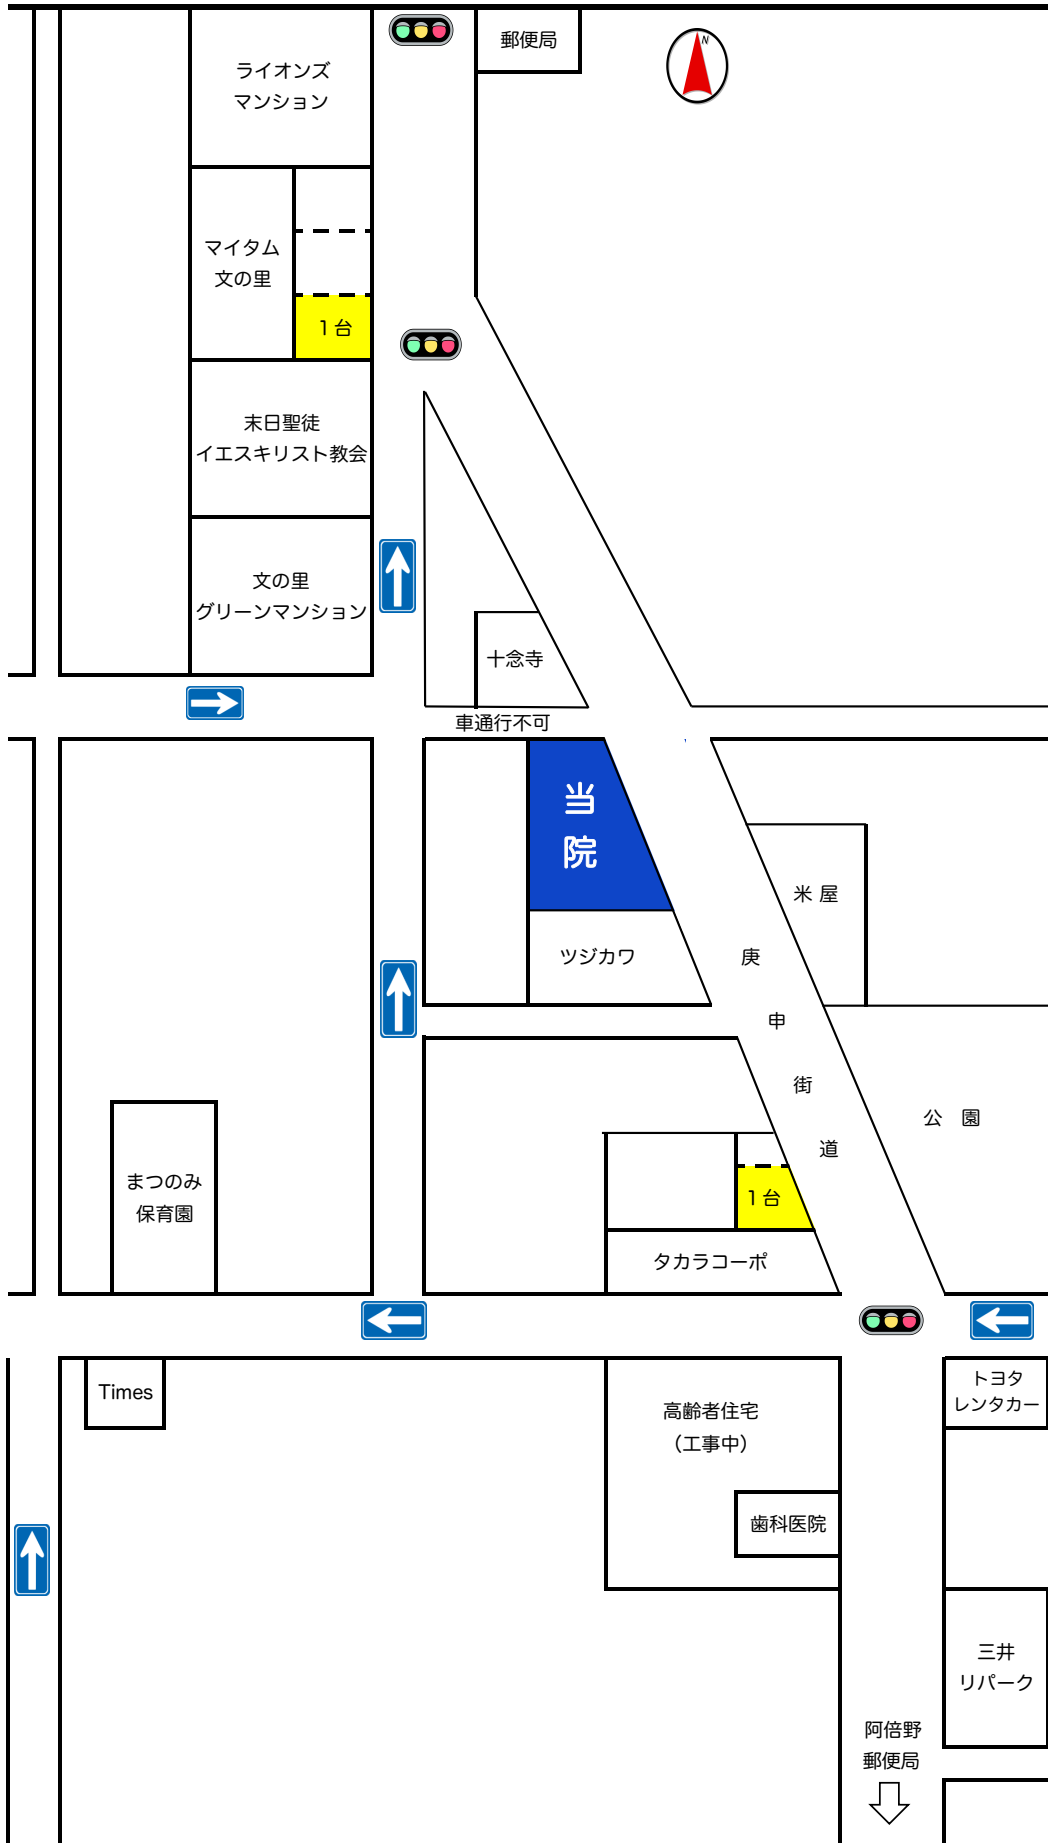 郵便局
N
ライオンズ
マンション
マイタム
文の里
1台
末日聖徒
イエスキリスト教会
文の里
グリーンマンション
十念寺
車通行不可
当
院
米屋
ツジカワ
庚
申
街
道
公園
まつのみ
保育園
1台
タカラコーポ
Times
高齢者住宅
（工事中）
トヨタ
レンタカー
歯科医院
三井
リパーク
阿倍野
郵便局